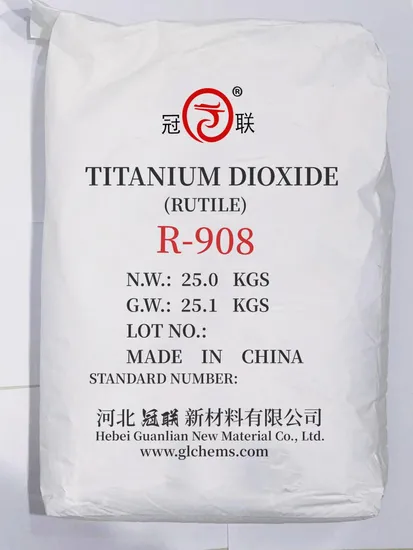 冠 ® 联
TITANIUM DIOXIDE
(RUTILE)
R-908
N.W.: 25.0 KGS
G.W.: 25.1 KGS
LOT NO.:
MADE IN CHINA
STANDARD NUMBER:
河北 冠联 新材料有限公司
Hebei Guanlian New Material Co., Ltd.
www.glchems.com